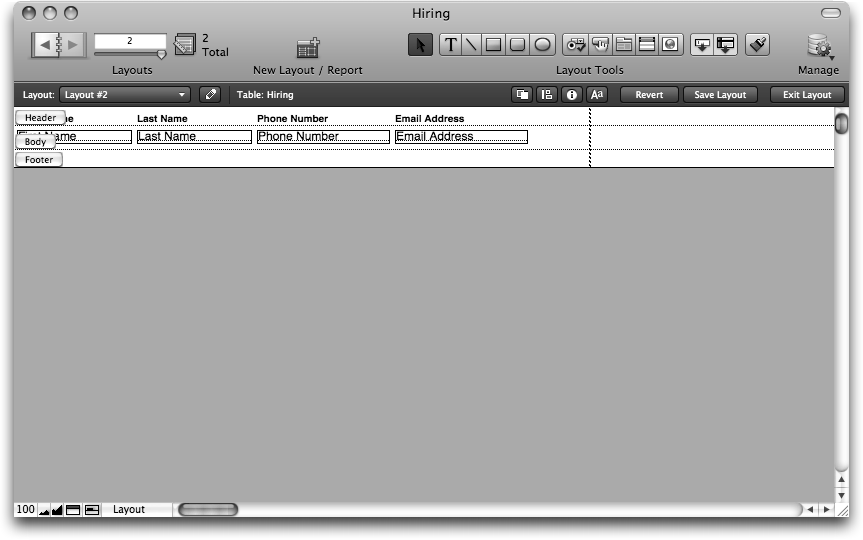 Hiring
2
2
Total
T
Layouts
New Layout / Report
Layout Tools
Manage
Layout: Layout #2
Table: Hiring
Aa
Revert
Save Layout
Exit Layout
Header
Last Name
Phone Number
Email Address
Name
Last Name
Phone Number
Email Address
Body
Footer
100
Layout